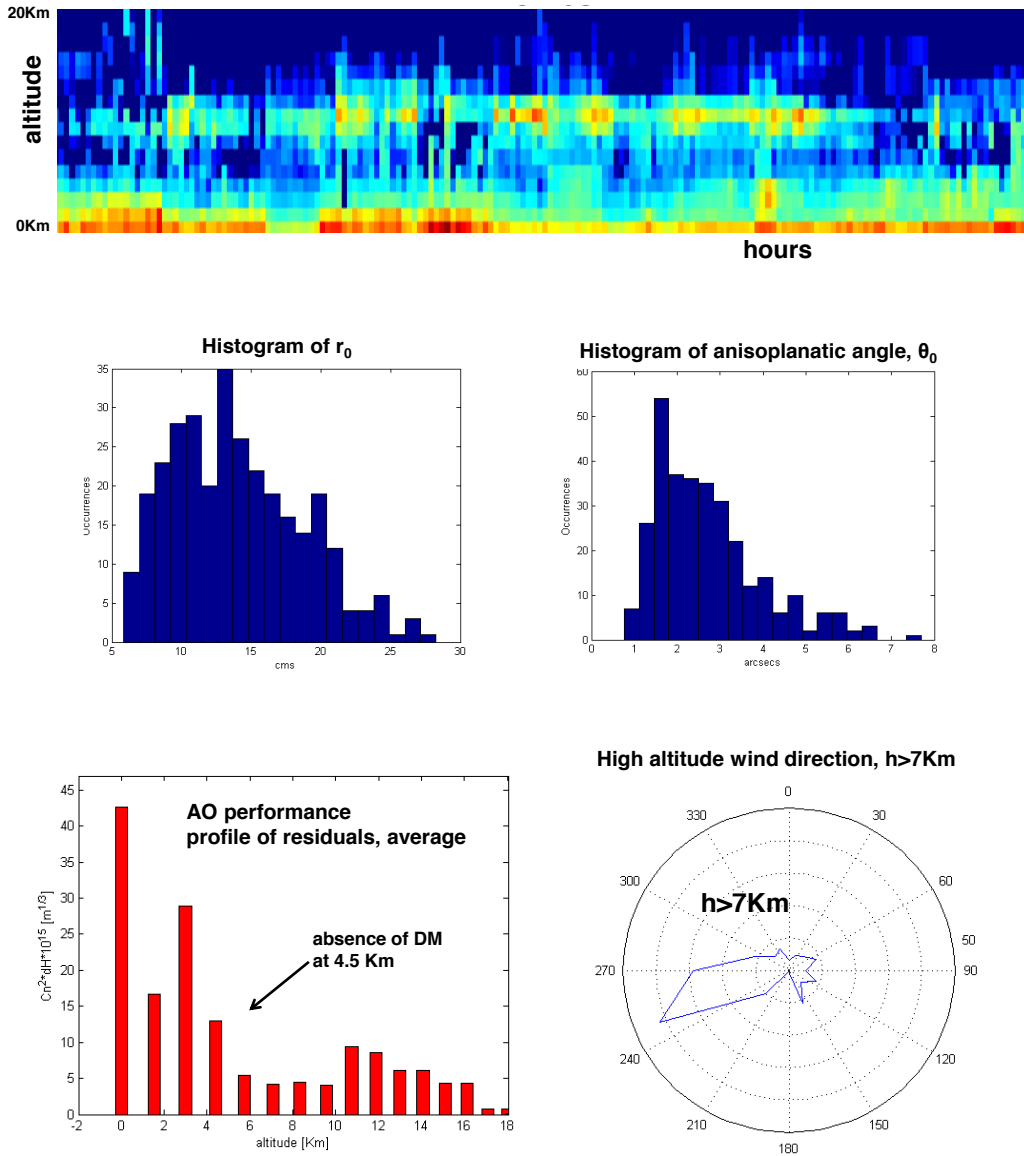 20Km
altitude
0Km
hours
Histogram of r₀
35
30
25
20
15
10
5
0
Occurrences
5 10 15 20 25 30
cms
Histogram of anisoplanatic angle, θ₀
60
50
40
30
20
10
0
Occurrences
0 1 2 3 4 5 6 7 8
arcsecs
AO performance
profile of residuals, average
absence of DM
at 4.5 Km
45
40
35
30
25
20
15
10
5
0
Cn²*dH*10¹⁵ [m¹/³]
-2 0 2 4 6 8 10 12 14 16 18
altitude [Km]
High altitude wind direction, h>7Km
0
330 30
300 60
h>7Km
50
270 90
240 120
210 150
180